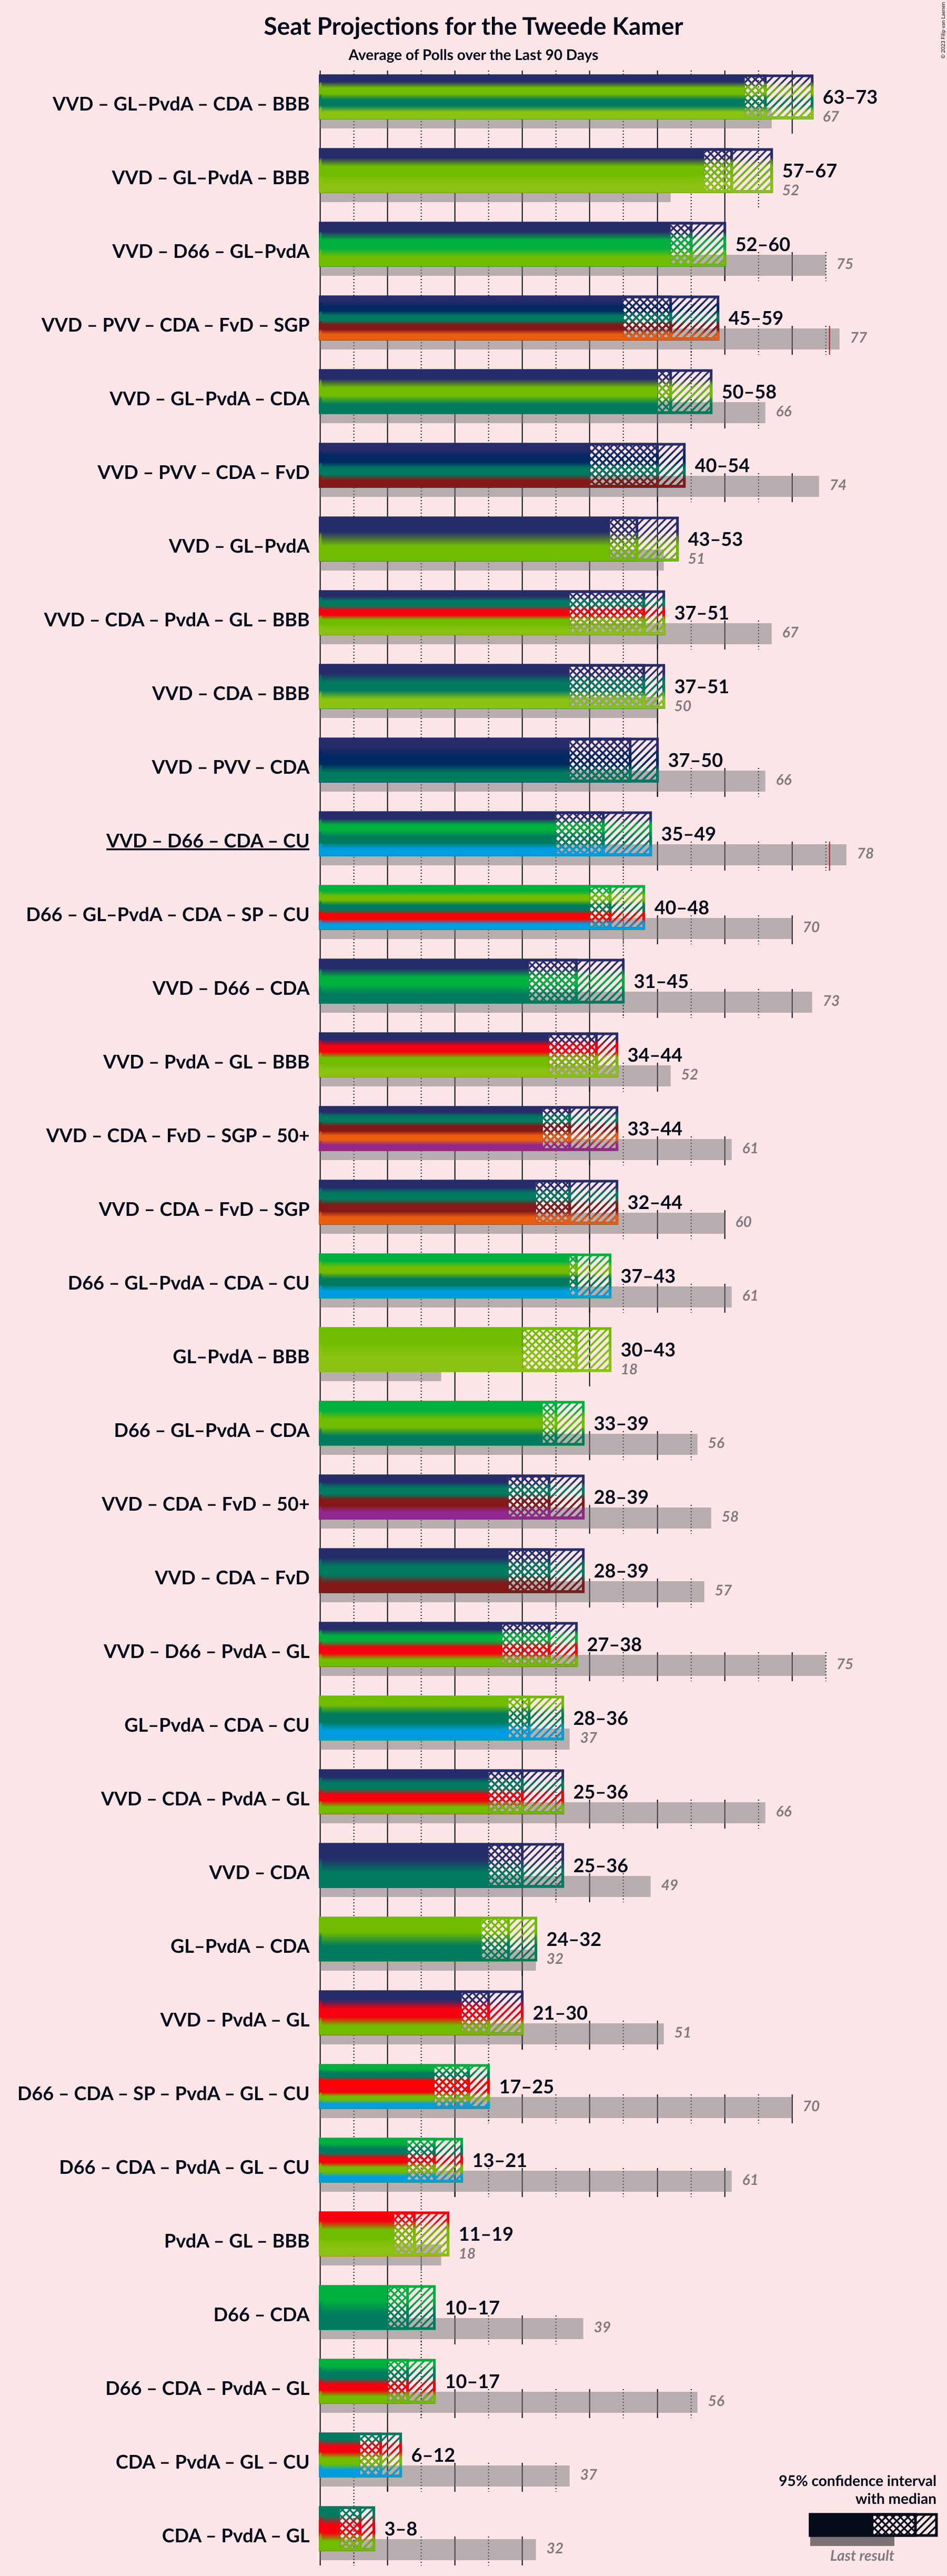 © 2023 Filip van Laenen
Seat Projections for the Tweede Kamer
Average of Polls over the Last 90 Days
VVD – GL–PvdA – CDA – BBB
63–73
67
VVD – GL–PvdA – BBB
57–67
52
VVD – D66 – GL–PvdA
52–60
75
VVD – PVV – CDA – FvD – SGP
45–59
77
VVD – GL–PvdA – CDA
50–58
66
VVD – PVV – CDA – FvD
40–54
74
VVD – GL–PvdA
43–53
51
VVD – CDA – PvdA – GL – BBB
37–51
67
VVD – CDA – BBB
37–51
50
VVD – PVV – CDA
37–50
66
VVD – D66 – CDA – CU
35–49
78
D66 – GL–PvdA – CDA – SP – CU
40–48
70
VVD – D66 – CDA
31–45
73
VVD – PvdA – GL – BBB
34–44
52
VVD – CDA – FvD – SGP – 50+
33–44
61
VVD – CDA – FvD – SGP
32–44
60
D66 – GL–PvdA – CDA – CU
37–43
61
GL–PvdA – BBB
30–43
18
D66 – GL–PvdA – CDA
33–39
56
VVD – CDA – FvD – 50+
28–39
58
VVD – CDA – FvD
28–39
57
VVD – D66 – PvdA – GL
27–38
75
GL–PvdA – CDA – CU
28–36
37
VVD – CDA – PvdA – GL
25–36
66
VVD – CDA
25–36
49
GL–PvdA – CDA
24–32
32
VVD – PvdA – GL
21–30
51
D66 – CDA – SP – PvdA – GL – CU
17–25
70
D66 – CDA – PvdA – GL – CU
13–21
61
PvdA – GL – BBB
11–19
18
D66 – CDA
10–17
39
D66 – CDA – PvdA – GL
10–17
56
CDA – PvdA – GL – CU
6–12
37
CDA – PvdA – GL
3–8
32
95% confidence interval
with median
Last result